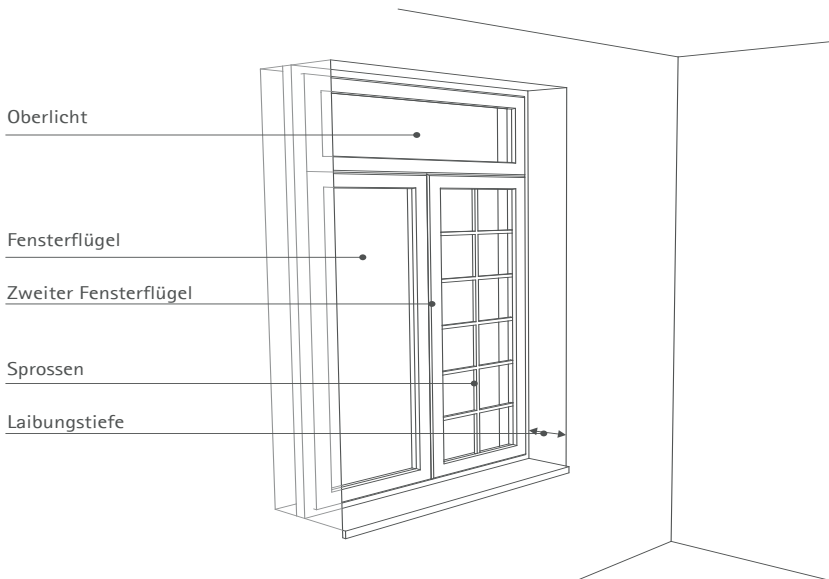 Oberlicht
Fensterflügel
Zweiter Fensterflügel
Sprossen
Laibungstiefe